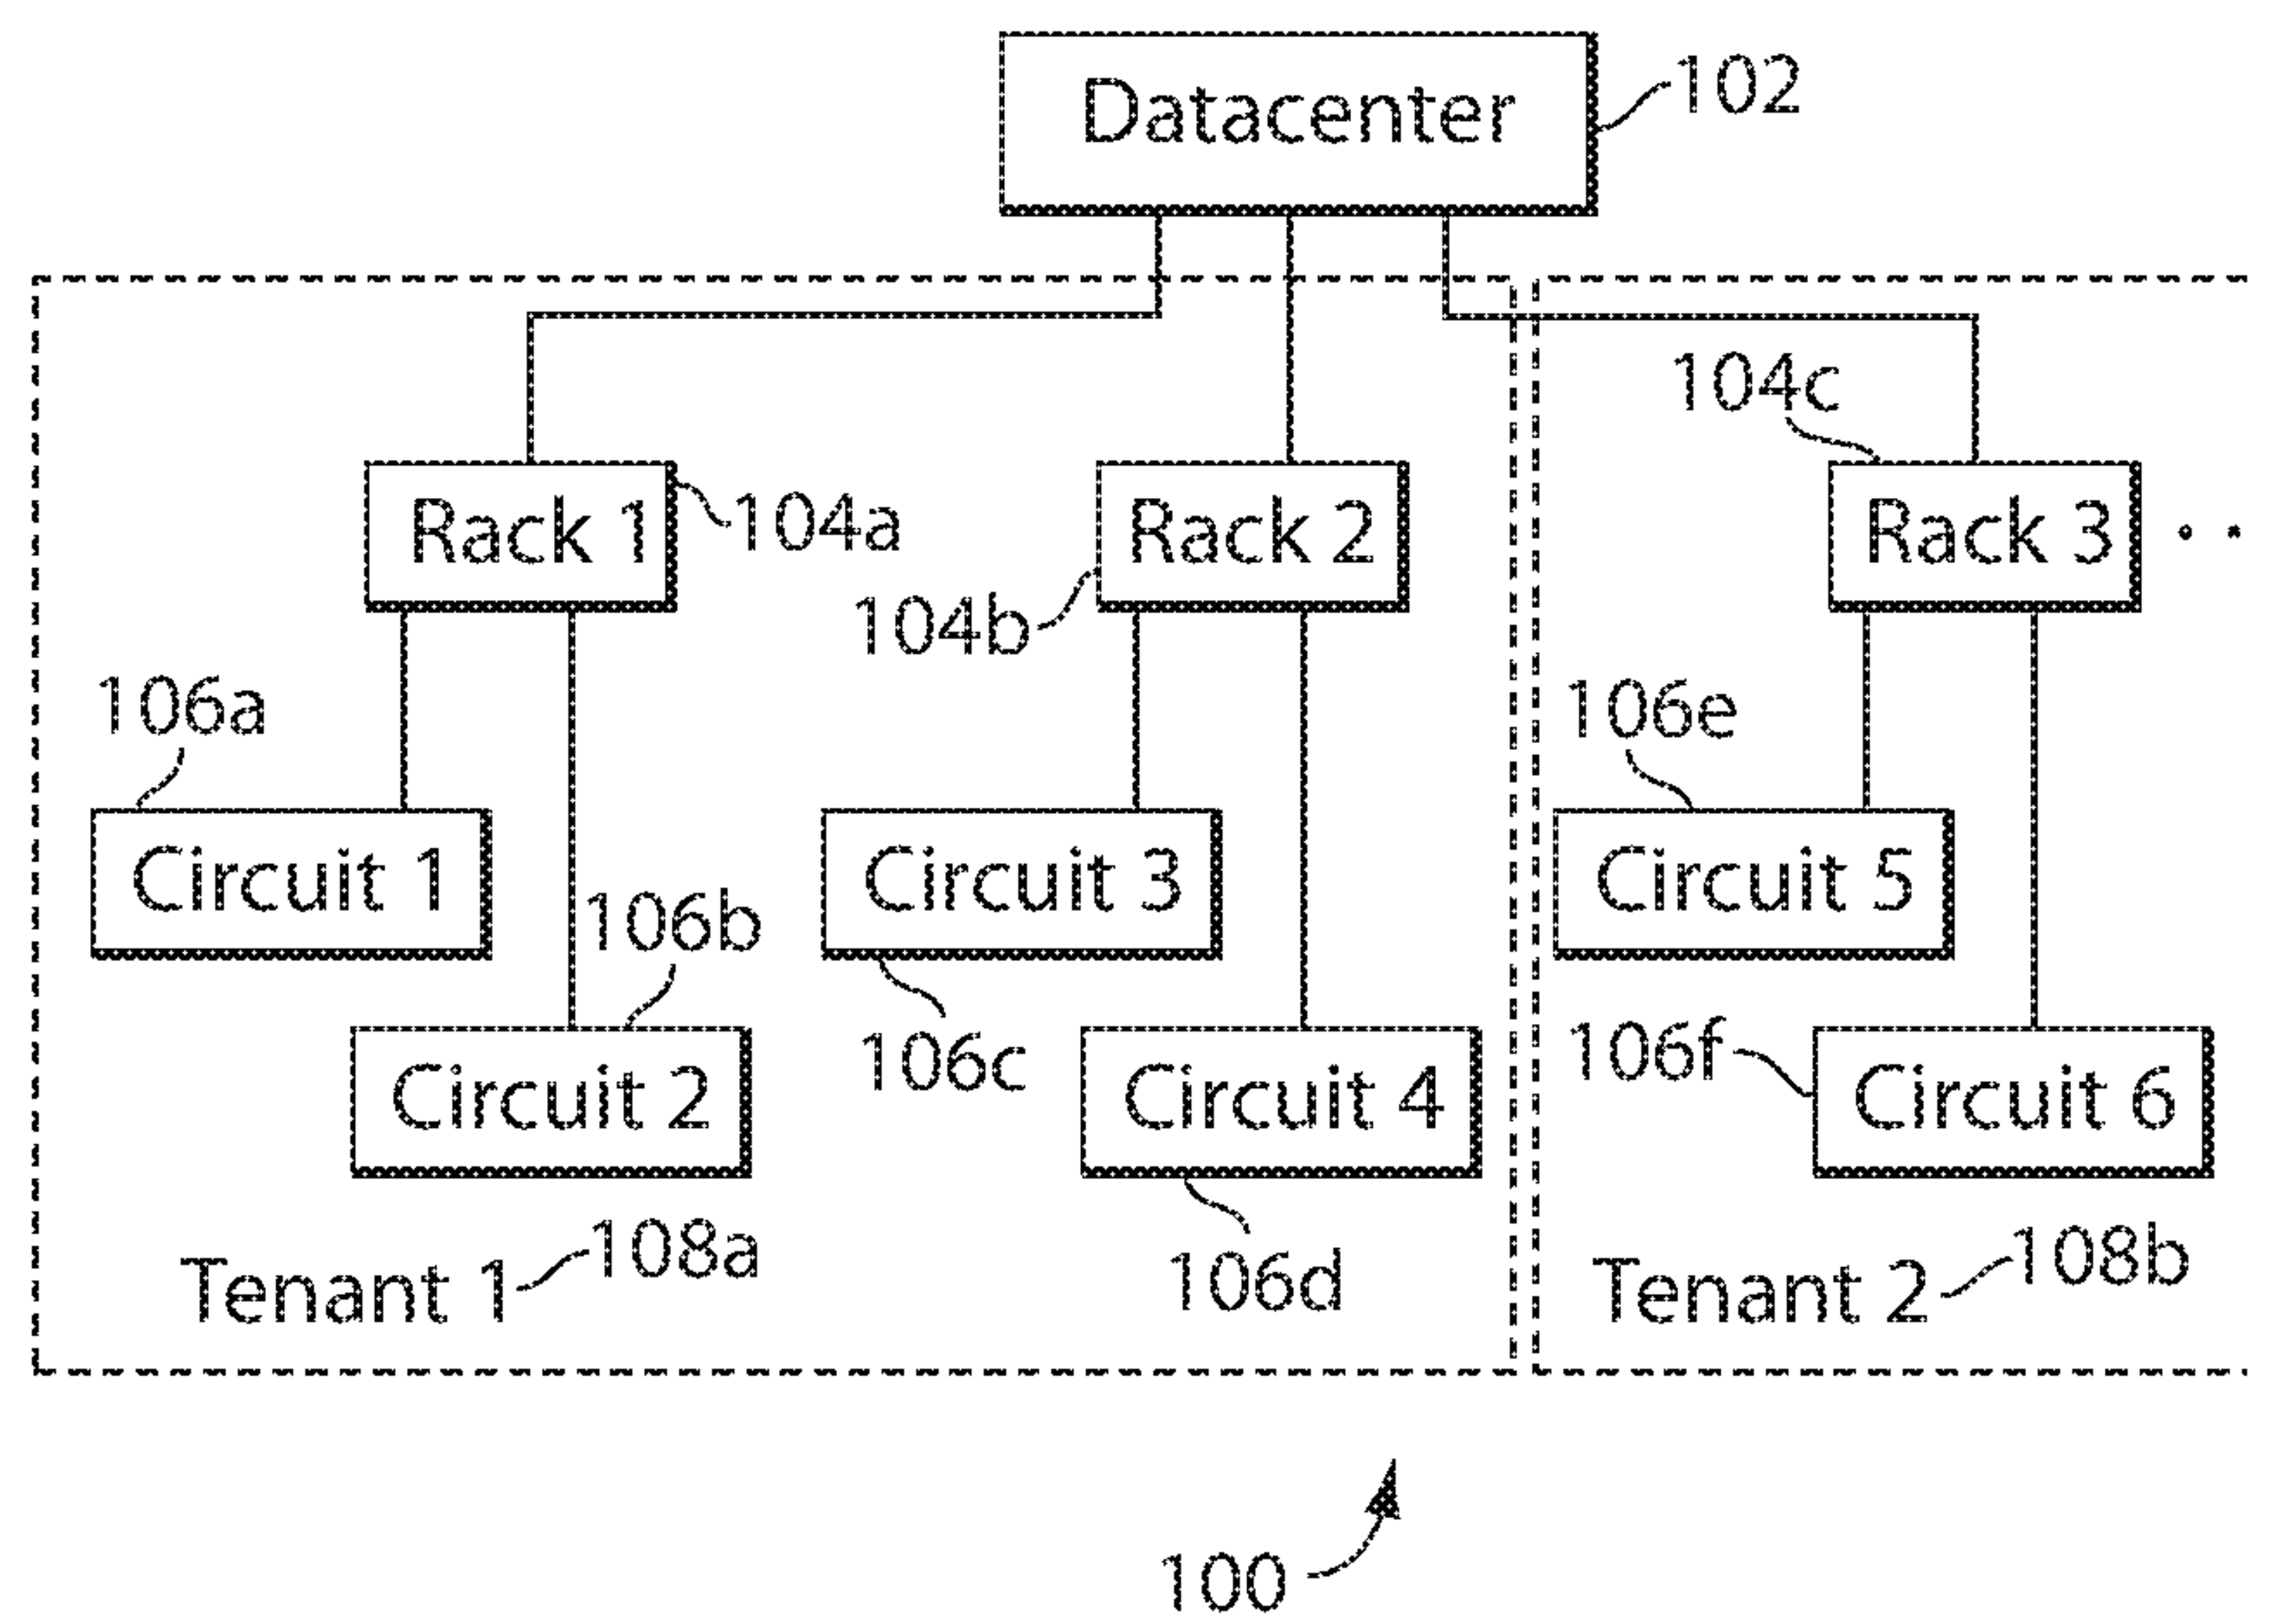 Datacenter
102
104c
Rack 1
104a
Rack 2
104b
Rack 3
. .
106a
106e
Circuit 1
106b
Circuit 3
Circuit 5
106c
106f
Circuit 2
Circuit 4
Circuit 6
Tenant 1
108a
106d
Tenant 2
108b
100